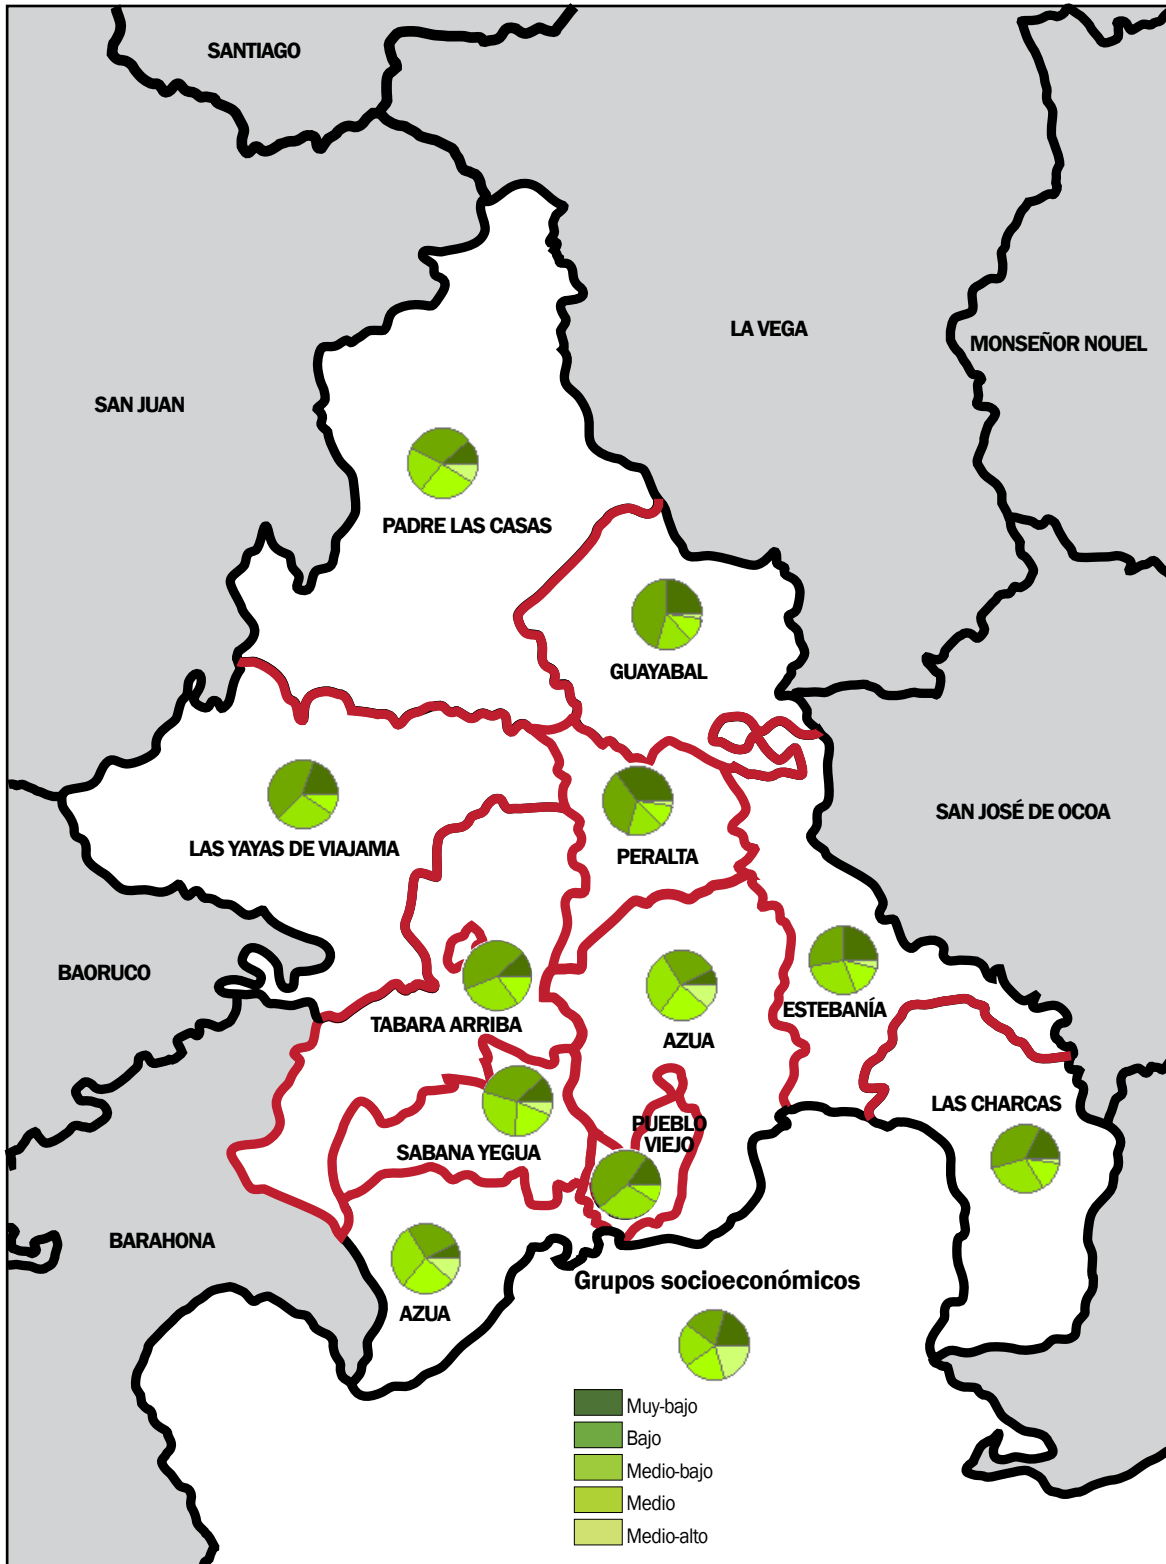 SANTIAGO
LA VEGA
MONSEÑOR NOUEL
SAN JUAN
PADRE LAS CASAS
GUAYABAL
SAN JOSÉ DE OCOA
LAS YAYAS DE VIAJAMA
PERALTA
BAORUCO
ESTEBANÍA
TABARA ARRIBA
AZUA
LAS CHARCAS
PUEBLO
VIEJO
SABANA YEGUA
BARAHONA
AZUA
Grupos socioeconómicos
Muy-bajo
Bajo
Medio-bajo
Medio
Medio-alto